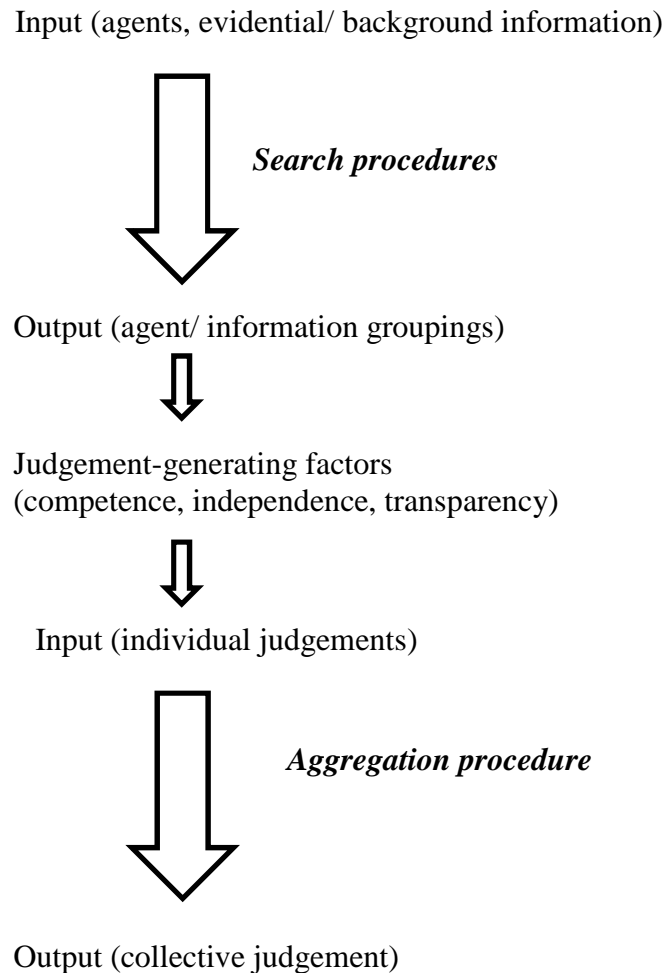 Input (agents, evidential/ background information)
Search procedures
Output (agent/ information groupings)
Judgement-generating factors
(competence, independence, transparency)
Input (individual judgements)
Aggregation procedure
Output (collective judgement)